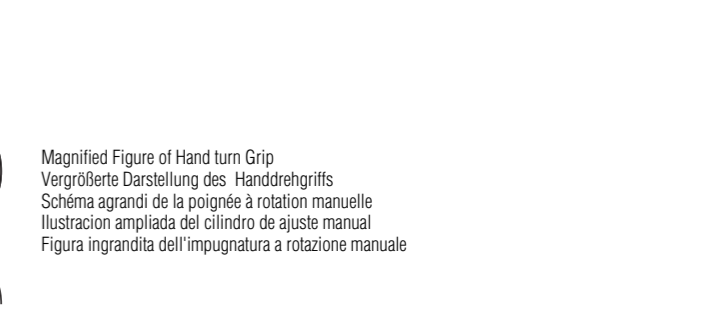 Magnified Figure of Hand turn Grip
Vergrößerte Darstellung des  Handdrehgriffs
Schéma agrandi de la poignée à rotation manuelle
Ilustracion ampliada del cilindro de ajuste manual
Figura ingrandita dell'impugnatura a rotazione manuale